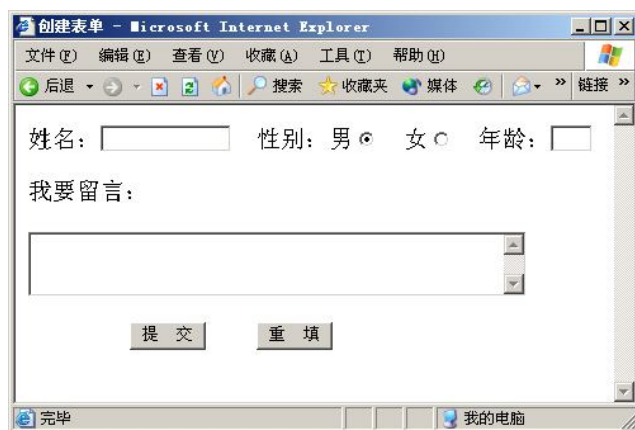 创建表单 - Microsoft Internet Explorer
文件(F) 编辑(E) 查看(V) 收藏(A) 工具(T) 帮助(H)
后退 搜索 收藏夹 媒体 » 链接 »
姓名: 性别: 男 女 年龄:
我要留言:
提 交 重 填
完毕 我的电脑